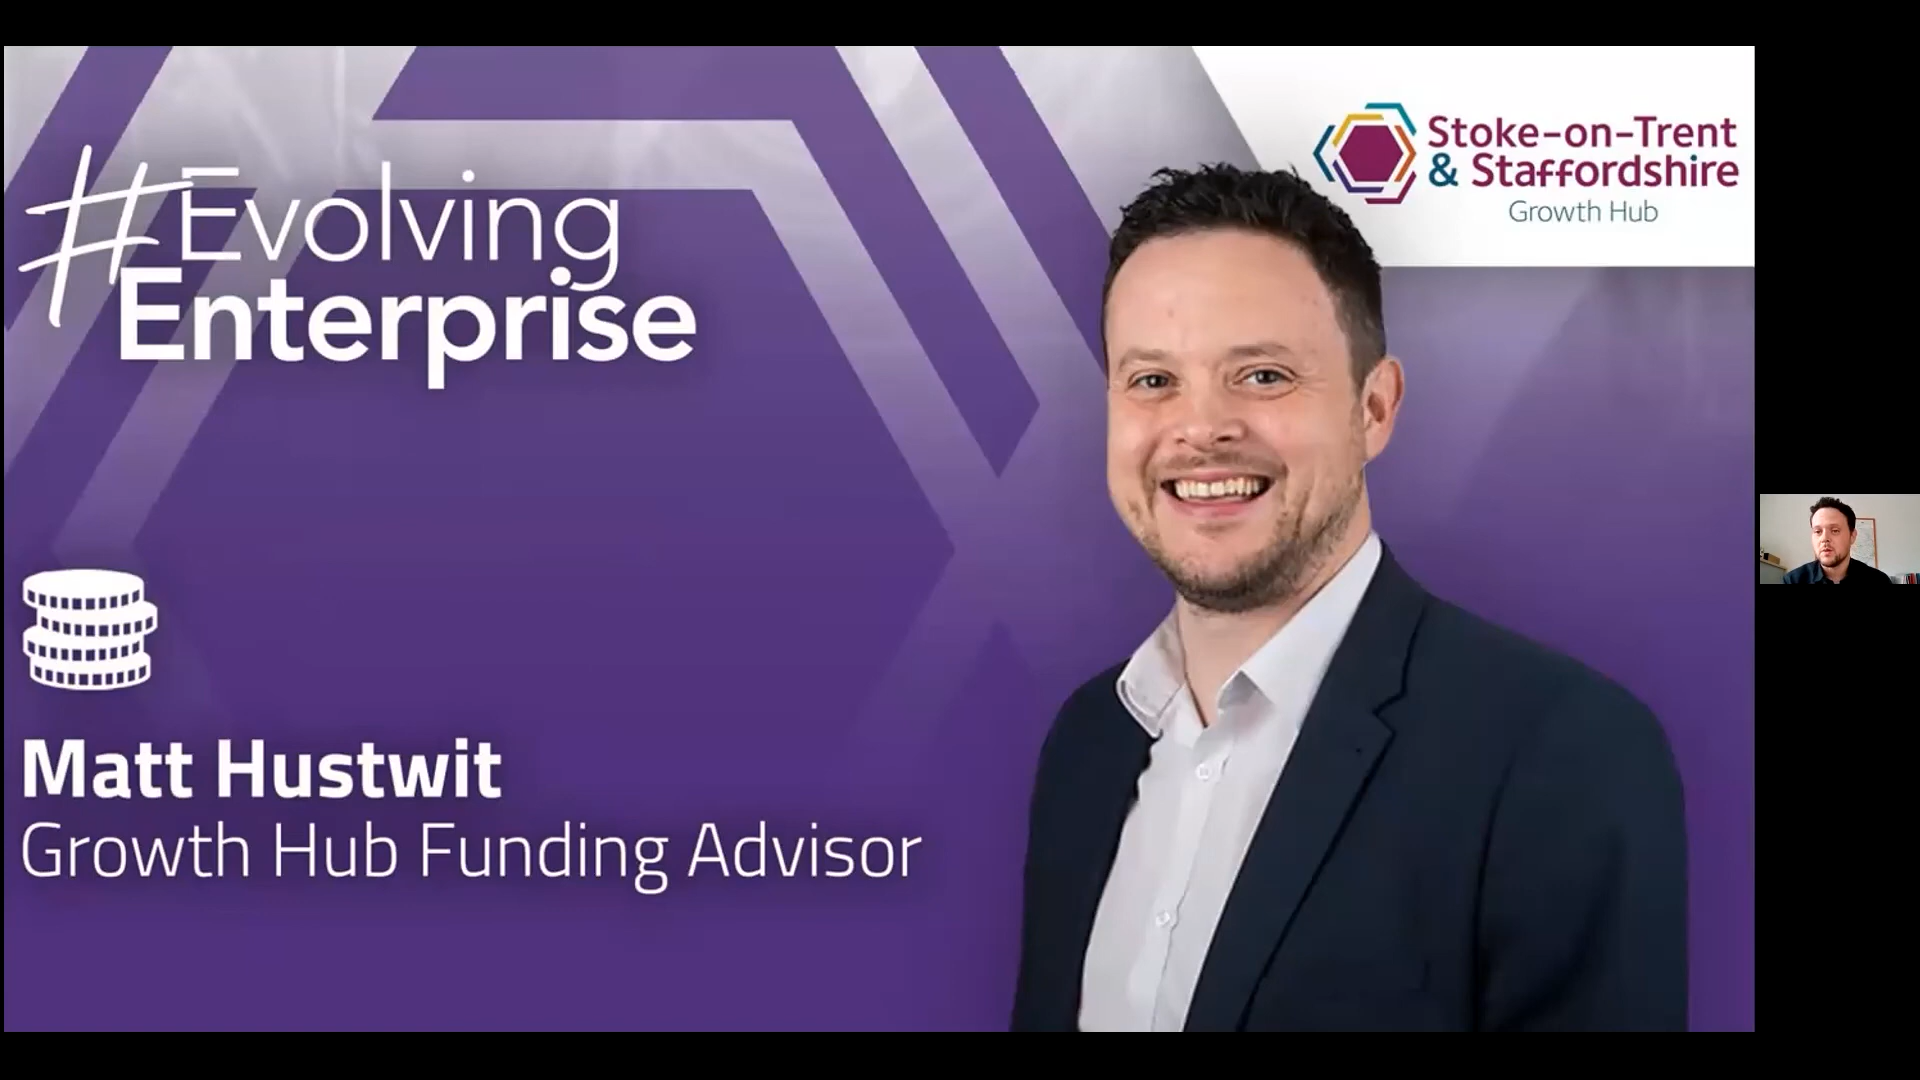 #Evolving
Enterprise
Stoke-on-Trent
& Staffordshire
Growth Hub
Matt Hustwit
Growth Hub Funding Advisor